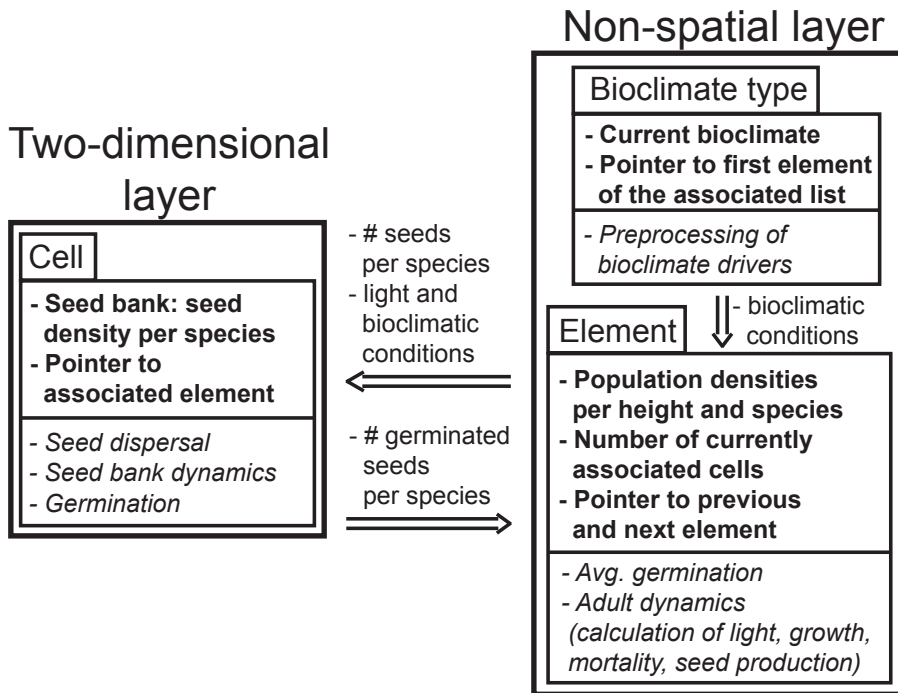 Two-dimensional
layer
Cell
- Seed bank: seed
density per species
- Pointer to
associated element
- Seed dispersal
- Seed bank dynamics
- Germination
- # seeds
per species
- light and
bioclimatic
conditions
- # germinated
seeds
per species
Non-spatial layer
Bioclimate type
- Current bioclimate
- Pointer to first element
of the associated list
- Preprocessing of
bioclimate drivers
- bioclimatic
conditions
Element
- Population densities
per height and species
- Number of currently
associated cells
- Pointer to previous
and next element
- Avg. germination
- Adult dynamics
(calculation of light, growth,
mortality, seed production)